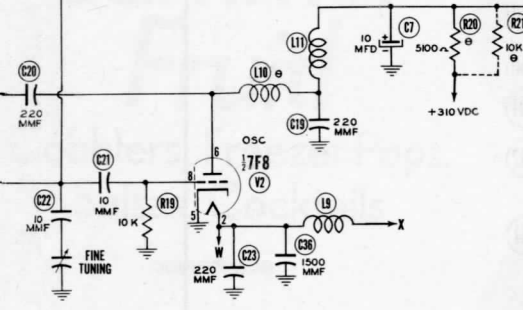 C7
R20
R21
L11
10
MFD
5100
10K
C20
L10
220
MMF
+310 VDC
C19
220
MMF
OSC
6
½7F8
V2
C21
8
10
MMF
C22
10
MMF
R19
10 K
5
2
L9
X
W
FINE
TUNING
C23
220
MMF
C36
1500
MMF